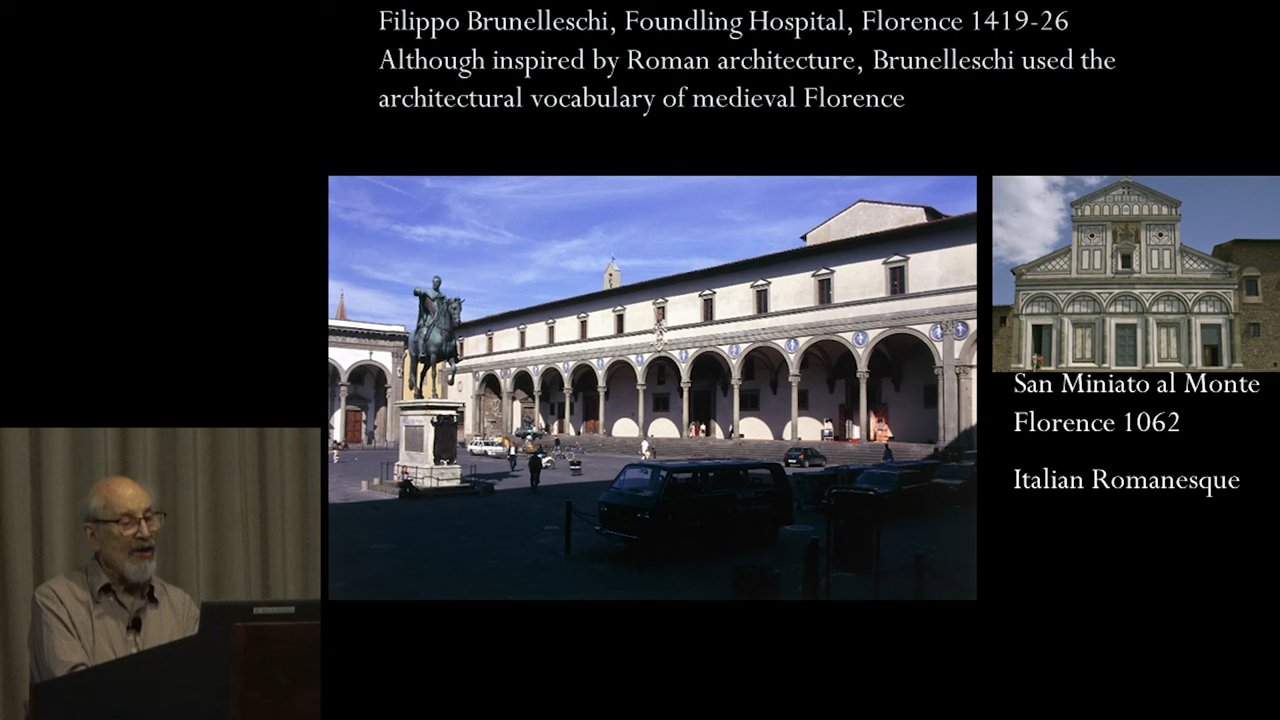 Filippo Brunelleschi, Foundling Hospital, Florence 1419-26
Although inspired by Roman architecture, Brunelleschi used the
architectural vocabulary of medieval Florence
San Miniato al Monte
Florence 1062
Italian Romanesque